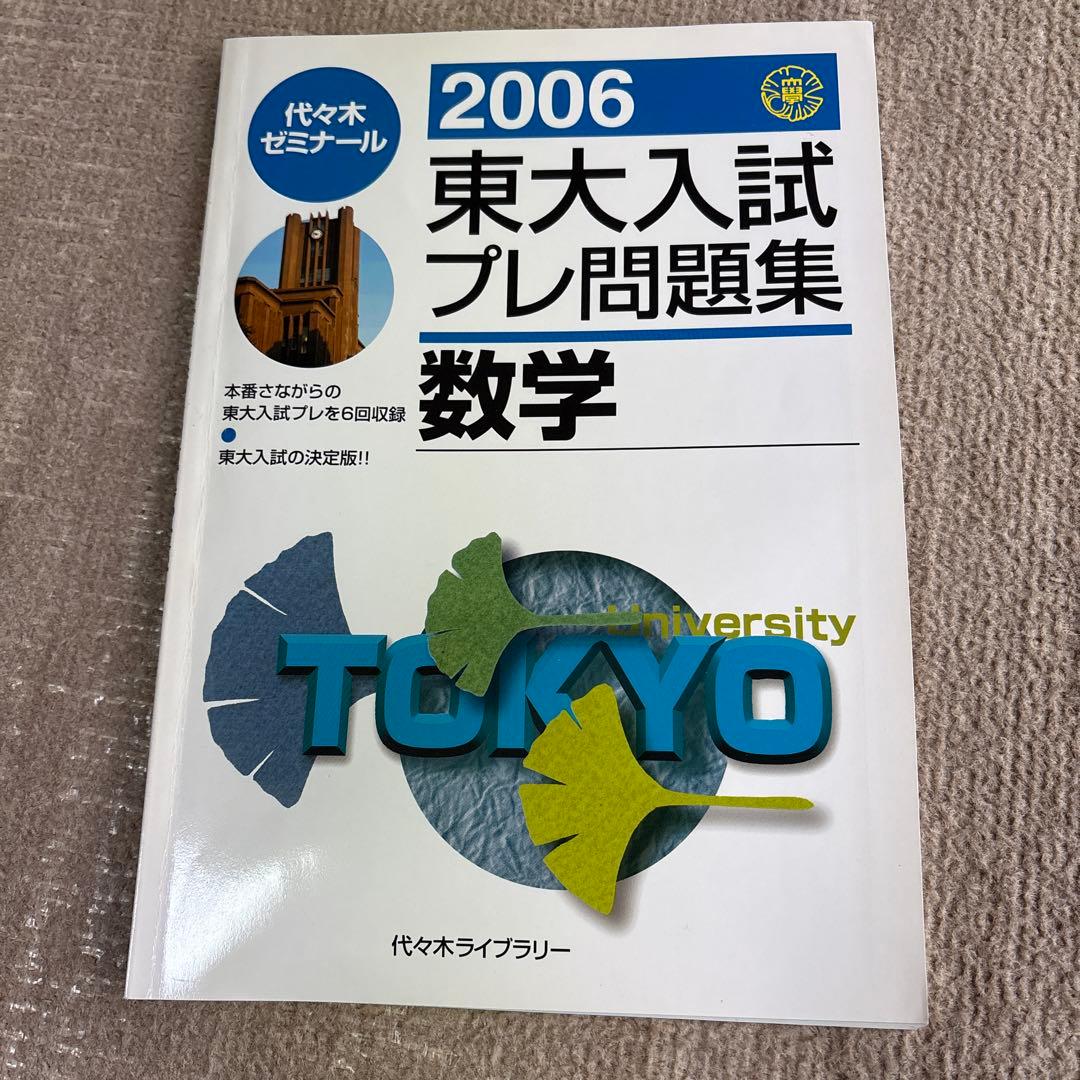 代々木
ゼミナール
2006
大學
東大入試
プレ問題集
数学
本番さながらの
東大入試プレを6回収録
●
東大入試の決定版!!
University
TOKYO
代々木ライブラリー